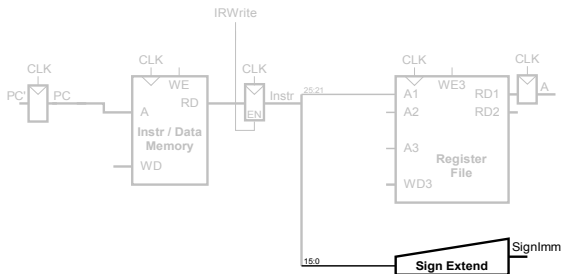 IRWrite
CLK
CLK
CLK
CLK
CLK
WE
WE3
PC'
PC
A
RD
EN
Instr
25:21
A1
RD1
A
A2
RD2
Instr / Data
Memory
A3
Register
File
WD
WD3
SignImm
15:0
Sign Extend